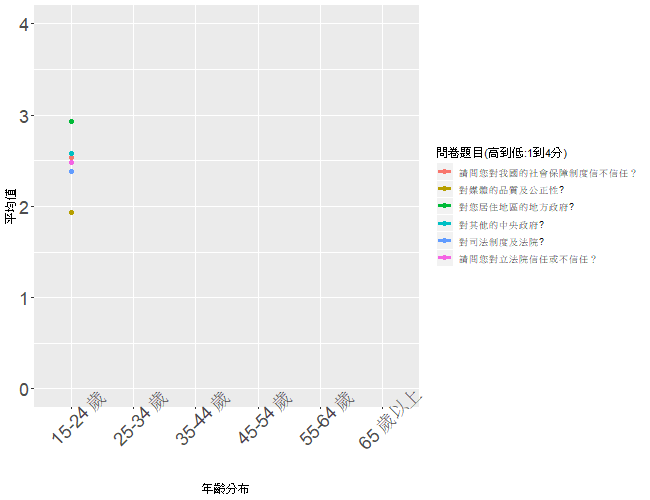 4
3
2
1
0
平均值
15-24 歲
25-34 歲
35-44 歲
45-54 歲
55-64 歲
65 歲以上
年齡分布
問卷題目(高到低:1到4分)
請問您對我國的社會保障制度信不信任？
對媒體的品質及公正性?
對您居住地區的地方政府?
對其他的中央政府?
對司法制度及法院?
請問您對立法院信任或不信任？